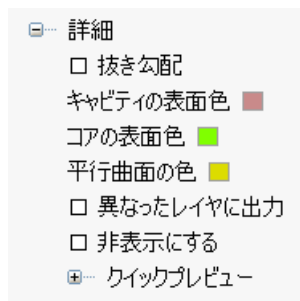 詳細
抜き勾配
キャビティの表面色
コアの表面色
平行曲面の色
異なったレイヤに出力
非表示にする
クイックプレビュー